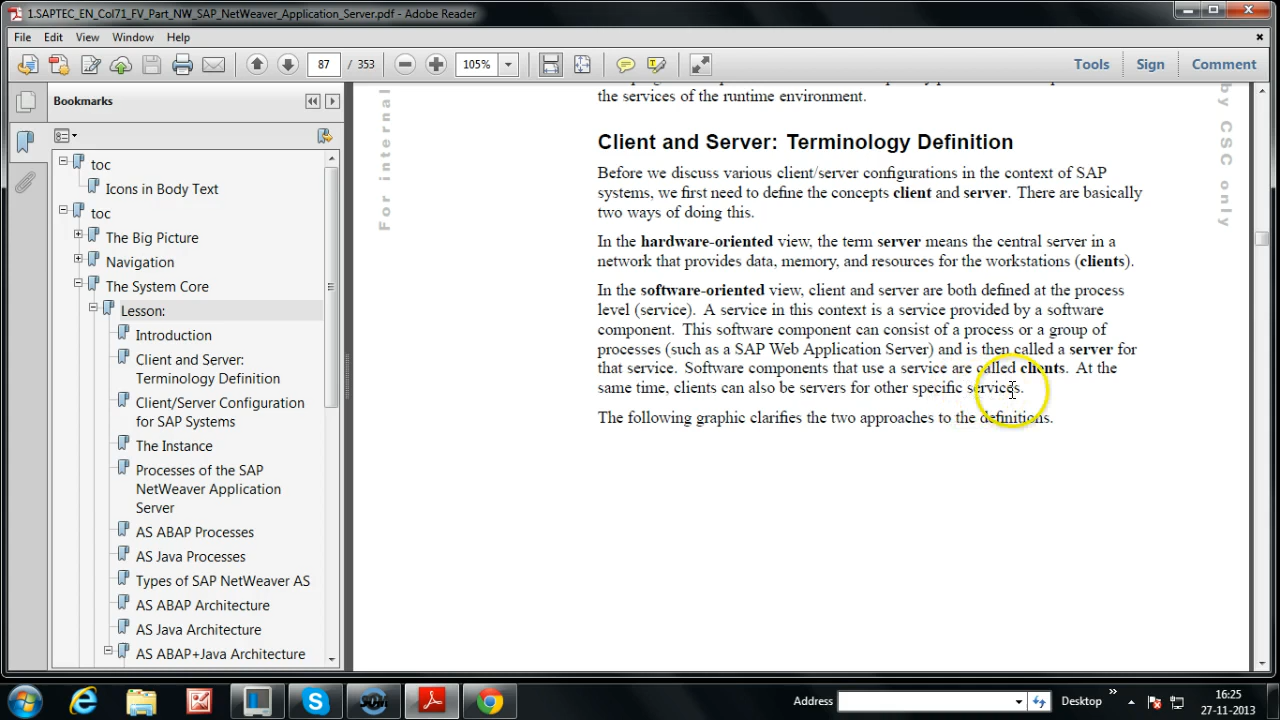 1.SAPTEC_EN_Col71_FV_Part_NW_SAP_NetWeaver_Application_Server.pdf - Adobe Reader
File Edit View Window Help
87 / 353 105% Tools Sign Comment
Bookmarks
toc
Icons in Body Text
toc
The Big Picture
Navigation
The System Core
Lesson:
Introduction
Client and Server:
Terminology Definition
Client/Server Configuration
for SAP Systems
The Instance
Processes of the SAP
NetWeaver Application
Server
AS ABAP Processes
AS Java Processes
Types of SAP NetWeaver AS
AS ABAP Architecture
AS Java Architecture
AS ABAP+Java Architecture
For internal
by CSC only
the services of the runtime environment.
Client and Server: Terminology Definition
Before we discuss various client/server configurations in the context of SAP
systems, we first need to define the concepts client and server. There are basically
two ways of doing this.
In the hardware-oriented view, the term server means the central server in a
network that provides data, memory, and resources for the workstations (clients).
In the software-oriented view, client and server are both defined at the process
level (service). A service in this context is a service provided by a software
component. This software component can consist of a process or a group of
processes (such as a SAP Web Application Server) and is then called a server for
that service. Software components that use a service are called clients. At the
same time, clients can also be servers for other specific services.
The following graphic clarifies the two approaches to the definitions.
Address Desktop
16:25
27-11-2013